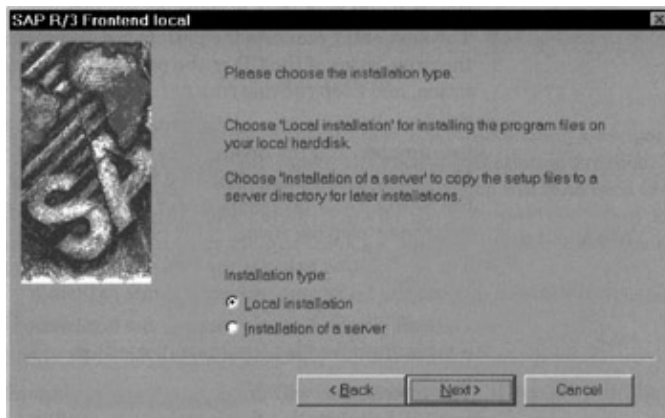 SAP R/3 Frontend local
Please choose the installation type.
Choose 'Local installation' for installing the program files on
your local harddisk.
Choose 'Installation of a server' to copy the setup files to a
server directory for later installations.
Installation type:
Local installation
Installation of a server
< Back
Next >
Cancel